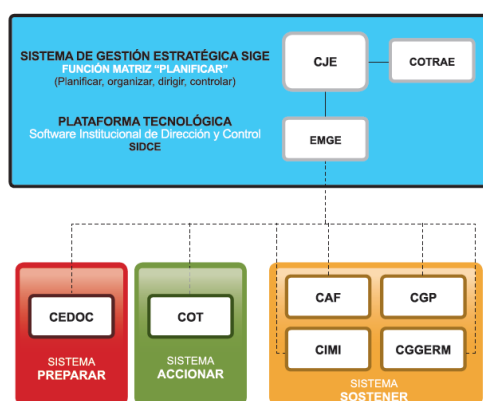 SISTEMA DE GESTIÓN ESTRATÉGICA SIGE
FUNCIÓN MATRIZ “PLANIFICAR”
(Planificar, organizar, dirigir, controlar)
CJE
COTRAE
PLATAFORMA TECNOLÓGICA
Software Institucional de Dirección y Control
SIDCE
EMGE
CEDOC
SISTEMA
PREPARAR
COT
SISTEMA
ACCIONAR
CAF
CGP
CIMI
CGGERM
SISTEMA
SOSTENER